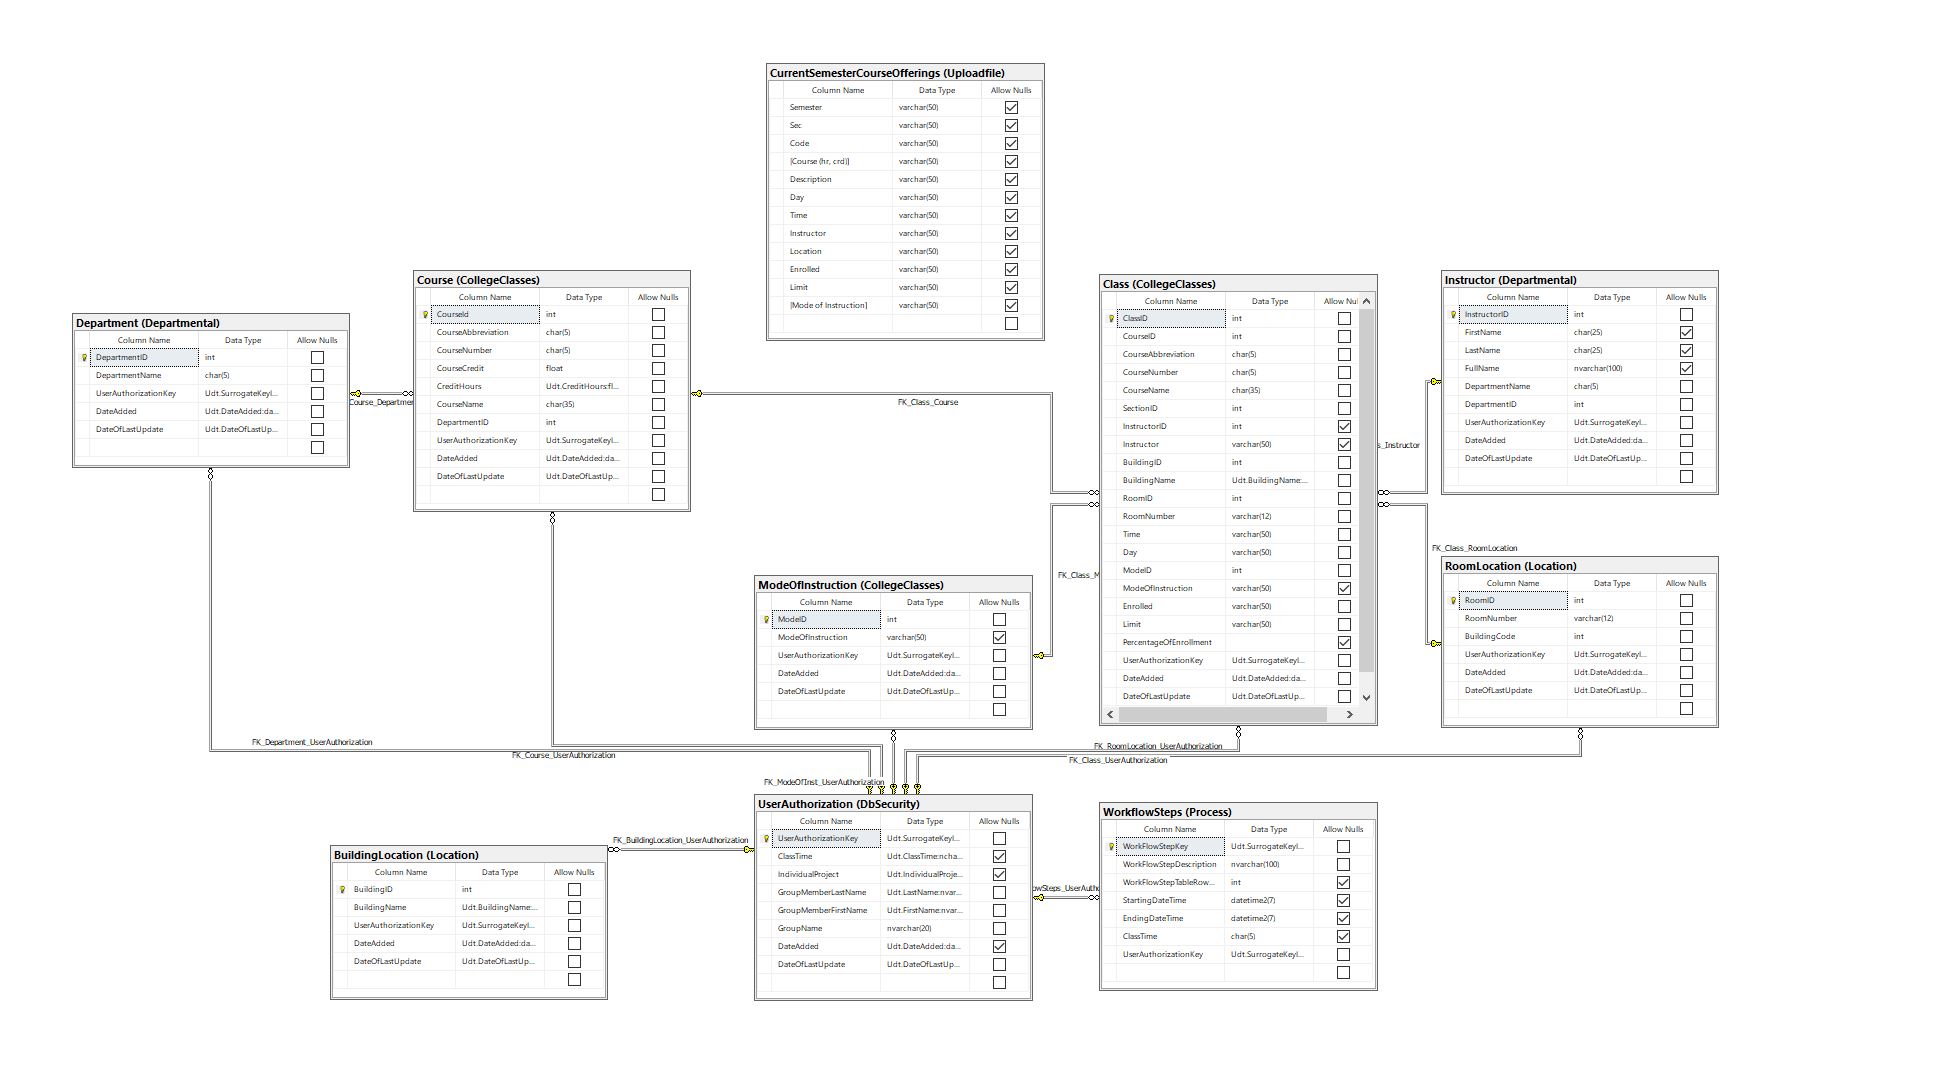 CurrentSemesterCourseOfferings (Uploadfile)
Column Name Data Type Allow Nulls
Semester varchar(50)
Sec varchar(50)
Code varchar(50)
[Course (hr, crd)] varchar(50)
Description varchar(50)
Day varchar(50)
Time varchar(50)
Instructor varchar(50)
Location varchar(50)
Enrolled varchar(50)
Limit varchar(50)
[Mode of Instruction] varchar(50)
Department (Departmental)
Column Name Data Type Allow Nulls
DepartmentID int
DepartmentName char(5)
UserAuthorizationKey Udt.SurrogateKeyI...
DateAdded Udt.DateAdded:da...
DateOfLastUpdate Udt.DateOfLastUp...
Course_Departmen
Course (CollegeClasses)
Column Name Data Type Allow Nulls
CourseId int
CourseAbbreviation char(5)
CourseNumber char(5)
CourseCredit float
CreditHours Udt.CreditHours:fl...
CourseName char(35)
DepartmentID int
UserAuthorizationKey Udt.SurrogateKeyI...
DateAdded Udt.DateAdded:da...
DateOfLastUpdate Udt.DateOfLastUp...
FK_Class_Course
Class (CollegeClasses)
Column Name Data Type Allow Nul
ClassID int
CourseID int
CourseAbbreviation char(5)
CourseNumber char(5)
CourseName char(35)
SectionID int
InstructorID int
Instructor varchar(50)
BuildingID int
BuildingName Udt.BuildingName:...
RoomID int
RoomNumber varchar(12)
Time varchar(50)
Day varchar(50)
ModeID int
ModeOfInstruction varchar(50)
Enrolled varchar(50)
Limit varchar(50)
PercentageOfEnrollment
UserAuthorizationKey Udt.SurrogateKeyI...
DateAdded Udt.DateAdded:da...
DateOfLastUpdate Udt.DateOfLastUp...
s_Instructor
Instructor (Departmental)
Column Name Data Type Allow Nulls
InstructorID int
FirstName char(25)
LastName char(25)
FullName nvarchar(100)
DepartmentName char(5)
DepartmentID int
UserAuthorizationKey Udt.SurrogateKeyI...
DateAdded Udt.DateAdded:da...
DateOfLastUpdate Udt.DateOfLastUp...
FK_Class_RoomLocation
RoomLocation (Location)
Column Name Data Type Allow Nulls
RoomID int
RoomNumber varchar(12)
BuildingCode int
UserAuthorizationKey Udt.SurrogateKeyI...
DateAdded Udt.DateAdded:da...
DateOfLastUpdate Udt.DateOfLastUp...
FK_Class_M
ModeOfInstruction (CollegeClasses)
Column Name Data Type Allow Nulls
ModeID int
ModeOfInstruction varchar(50)
UserAuthorizationKey Udt.SurrogateKeyI...
DateAdded Udt.DateAdded:da...
DateOfLastUpdate Udt.DateOfLastUp...
FK_Department_UserAuthorization
FK_Course_UserAuthorization
FK_RoomLocation_UserAuthorization
FK_Class_UserAuthorization
FK_ModeOfInst_UserAuthorization
UserAuthorization (DbSecurity)
Column Name Data Type Allow Nulls
UserAuthorizationKey Udt.SurrogateKeyI...
ClassTime Udt.ClassTime:ncha...
IndividualProject Udt.IndividualProje...
GroupMemberLastName Udt.LastName:nvar...
GroupMemberFirstName Udt.FirstName:nvar...
GroupName nvarchar(20)
DateAdded Udt.DateAdded:da...
DateOfLastUpdate Udt.DateOfLastUp...
FK_BuildingLocation_UserAuthorization
BuildingLocation (Location)
Column Name Data Type Allow Nulls
BuildingID int
BuildingName Udt.BuildingName:...
UserAuthorizationKey Udt.SurrogateKeyI...
DateAdded Udt.DateAdded:da...
DateOfLastUpdate Udt.DateOfLastUp...
owSteps_UserAutho
WorkflowSteps (Process)
Column Name Data Type Allow Nulls
WorkFlowStepKey Udt.SurrogateKeyI...
WorkFlowStepDescription nvarchar(100)
WorkFlowStepTableRow... int
StartingDateTime datetime2(7)
EndingDateTime datetime2(7)
ClassTime char(5)
UserAuthorizationKey Udt.SurrogateKeyI...